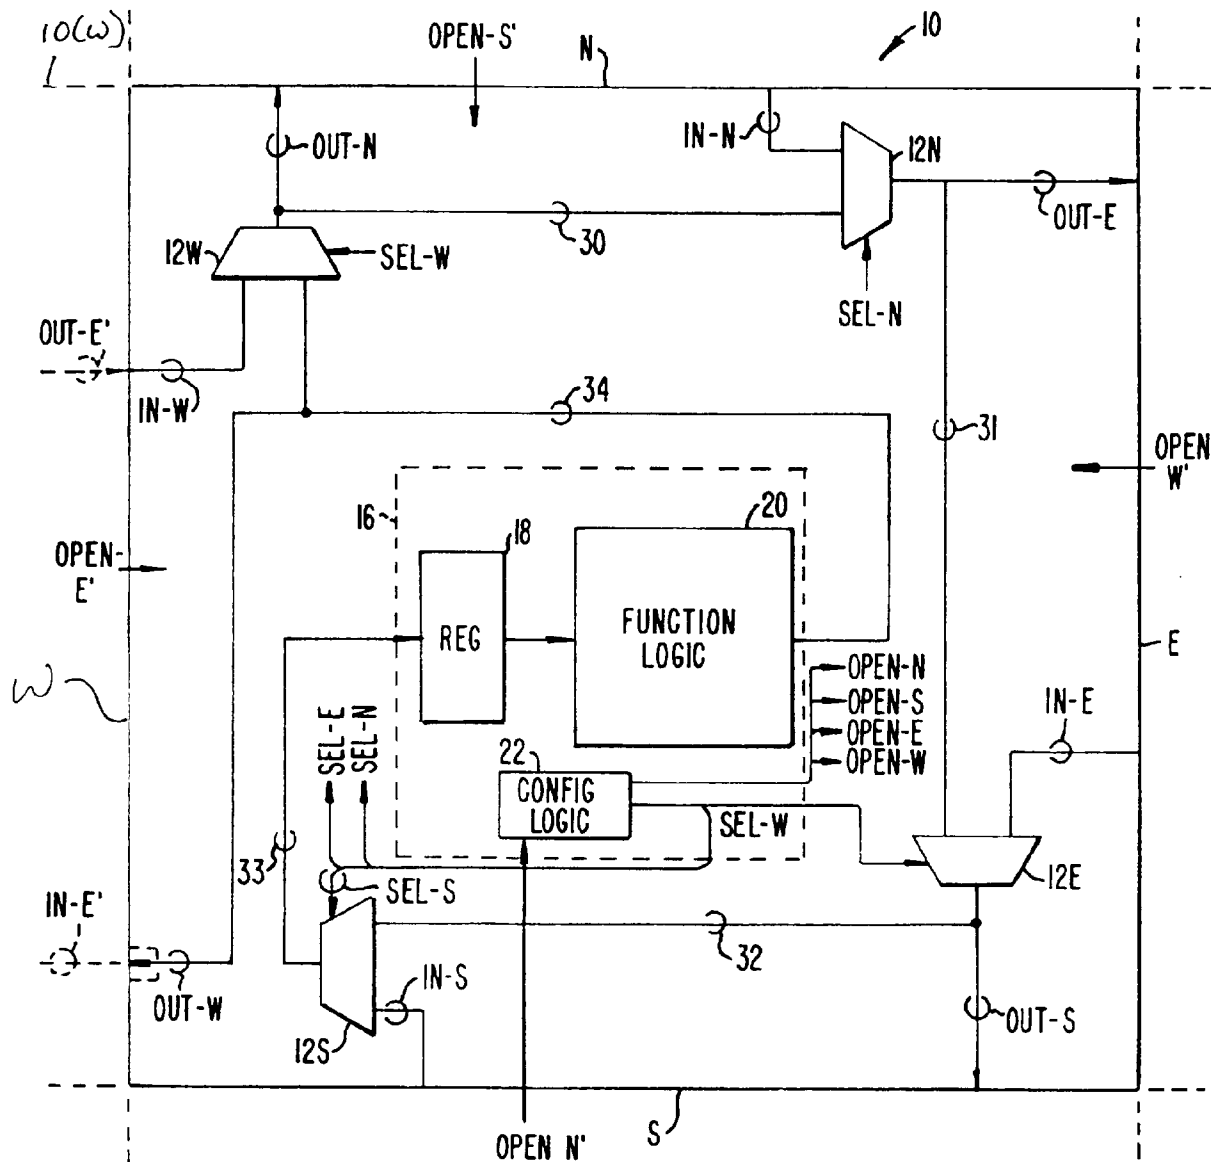 10(W)
OPEN-S'
N
10
OUT-N
IN-N
12N
OUT-E
12W
SEL-W
30
SEL-N
OUT-E'
IN-W
34
31
OPEN
W'
16
18
20
OPEN-
E'
REG
FUNCTION
LOGIC
E
W
SEL-E
SEL-N
OPEN-N
OPEN-S
OPEN-E
OPEN-W
IN-E
22
CONFIG
LOGIC
SEL-W
33
SEL-S
12E
IN-E'
32
OUT-W
IN-S
12S
OUT-S
OPEN N'
S